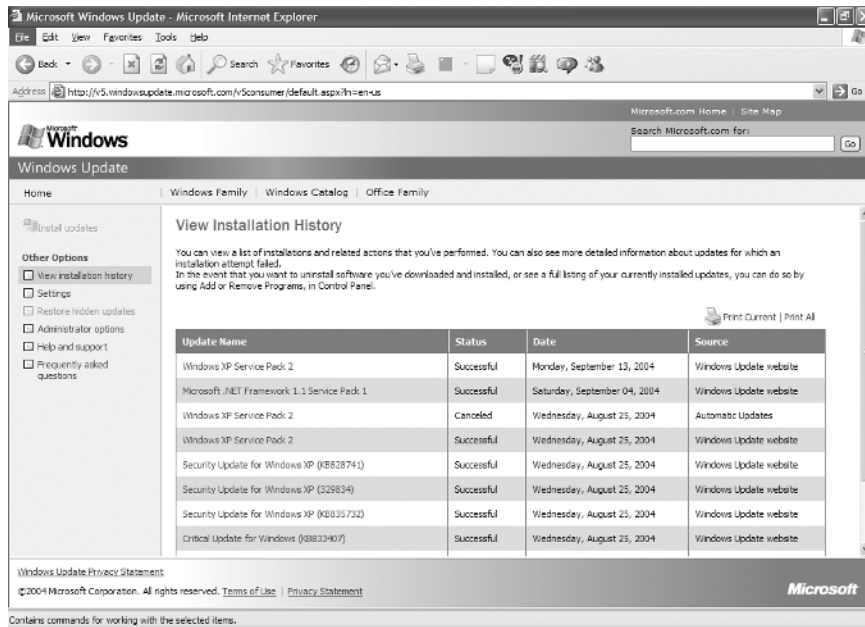 Microsoft Windows Update - Microsoft Internet Explorer
File Edit View Favorites Tools Help
Back Search Favorites
Address http://v5.windowsupdate.microsoft.com/v5consumer/default.aspx?ln=en-us Go
Microsoft.com Home | Site Map
Microsoft Windows
Search Microsoft.com for:
Go
Windows Update
Home | Windows Family | Windows Catalog | Office Family
Install updates
Other Options
View installation history
Settings
Restore hidden updates
Administrator options
Help and support
Frequently asked
questions
View Installation History
You can view a list of installations and related actions that you've performed. You can also see more detailed information about updates for which an
installation attempt failed.
In the event that you want to uninstall software you've downloaded and installed, or see a full listing of your currently installed updates, you can do so by
using Add or Remove Programs, in Control Panel.
Print Current | Print All
Update Name Status Date Source
Windows XP Service Pack 2 Successful Monday, September 13, 2004 Windows Update website
Microsoft .NET Framework 1.1 Service Pack 1 Successful Saturday, September 04, 2004 Windows Update website
Windows XP Service Pack 2 Canceled Wednesday, August 25, 2004 Automatic Updates
Windows XP Service Pack 2 Successful Wednesday, August 25, 2004 Windows Update website
Security Update for Windows XP (KB828741) Successful Wednesday, August 25, 2004 Windows Update website
Security Update for Windows XP (329834) Successful Wednesday, August 25, 2004 Windows Update website
Security Update for Windows XP (KB835732) Successful Wednesday, August 25, 2004 Windows Update website
Critical Update for Windows (KB833407) Successful Wednesday, August 25, 2004 Windows Update website
Windows Update Privacy Statement
©2004 Microsoft Corporation. All rights reserved. Terms of Use | Privacy Statement
Microsoft
Contains commands for working with the selected items.